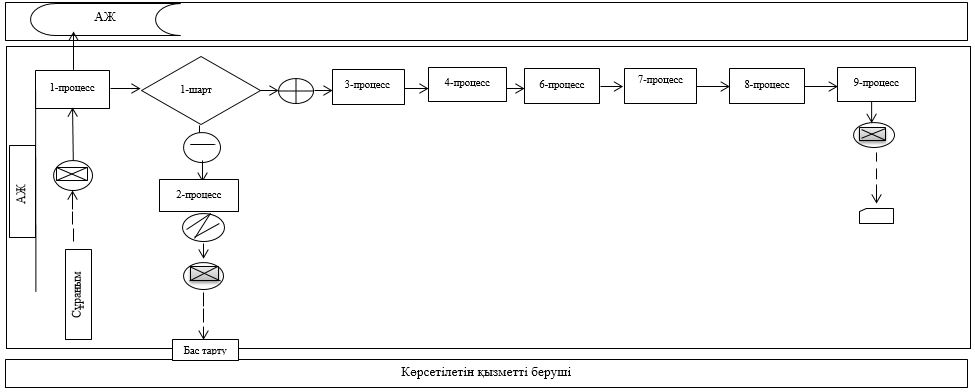 АЖ
1-процесс
1-шарт
3-процесс
4-процесс
6-процесс
7-процесс
8-процесс
9-процесс
АЖ
2-процесс
Сұраным
Бас тарту
Көрсетілетін қызметті беруші